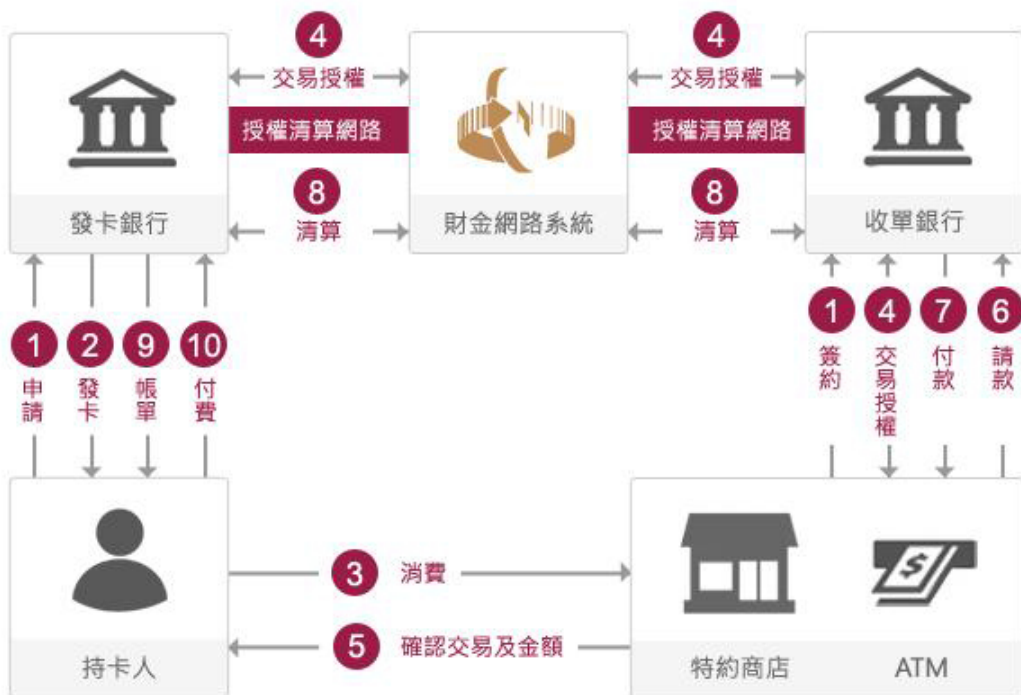 4
交易授權
4
交易授權
授權清算網路
授權清算網路
8
清算
8
清算
發卡銀行
財金網路系統
收單銀行
1
申請
2
發卡
9
帳單
10
付費
1
簽約
4
交易授權
7
付款
6
請款
3 消費
5 確認交易及金額
持卡人
特約商店
ATM